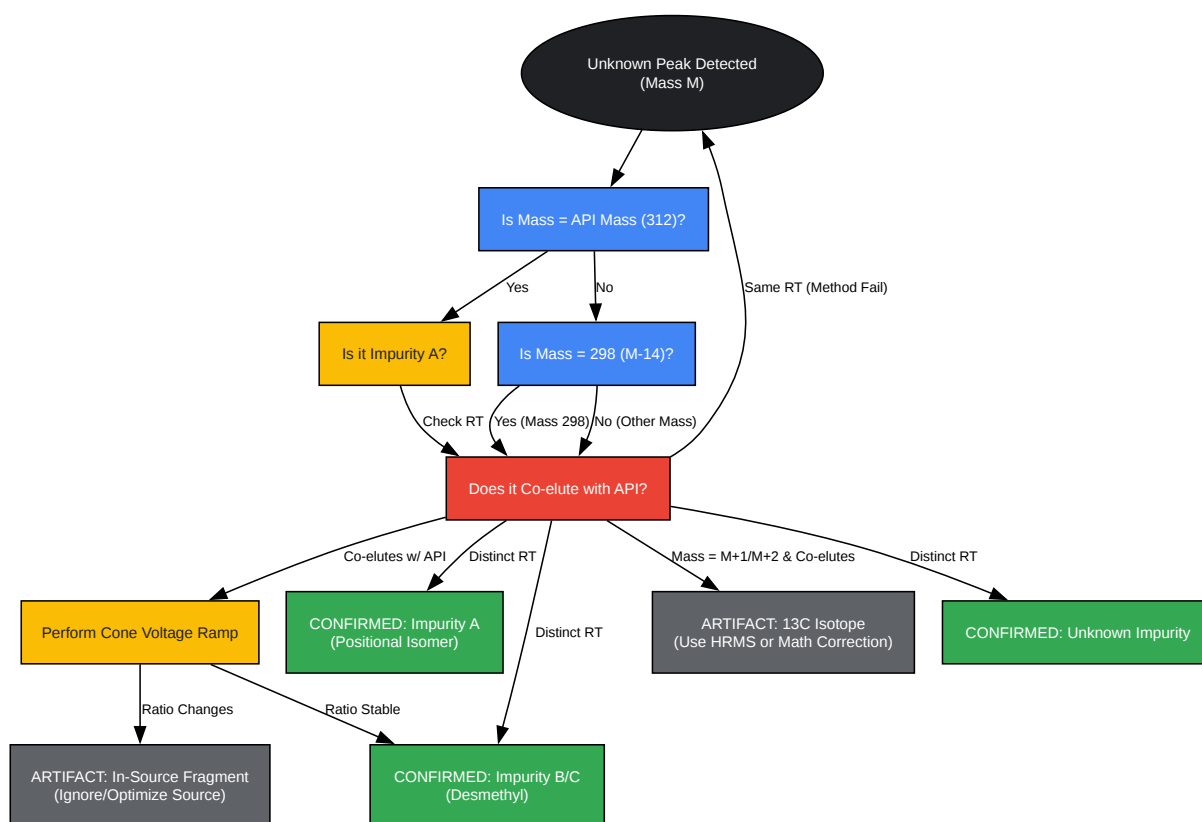 Unknown Peak Detected
(Mass M)
Is Mass = API Mass (312)?
Yes
No
Same RT (Method Fail)
Is it Impurity A?
Is Mass = 298 (M-14)?
Check RT
Yes (Mass 298)
No (Other Mass)
Does it Co-elute with API?
Co-elutes w/ API
Distinct RT
Mass = M+1/M+2 & Co-elutes
Distinct RT
Perform Cone Voltage Ramp
CONFIRMED: Impurity A
(Positional Isomer)
Distinct RT
ARTIFACT: 13C Isotope
(Use HRMS or Math Correction)
CONFIRMED: Unknown Impurity
Ratio Changes
Ratio Stable
ARTIFACT: In-Source Fragment
(Ignore/Optimize Source)
CONFIRMED: Impurity B/C
(Desmethyl)